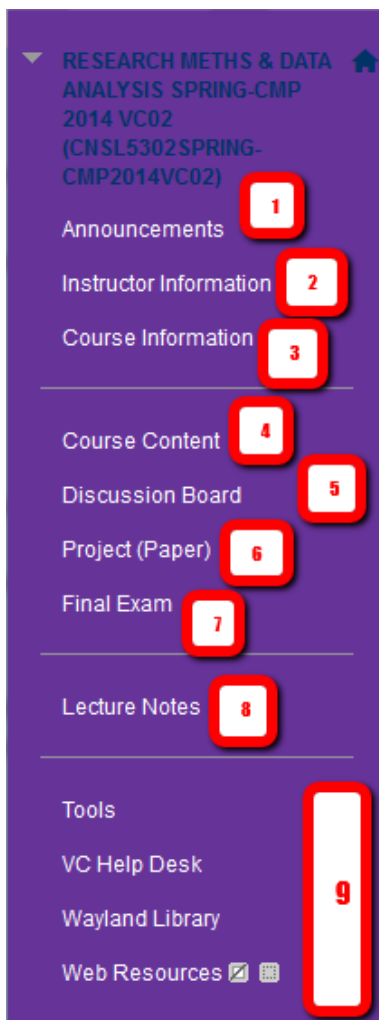 RESEARCH METHS & DATA
ANALYSIS SPRING-CMP
2014 VC02
(CNSL5302SPRING-
CMP2014VC02)
1
Announcements
Instructor Information 2
Course Information 3
Course Content 4
Discussion Board 5
Project (Paper) 6
Final Exam 7
Lecture Notes 8
Tools
VC Help Desk
9
Wayland Library
Web Resources